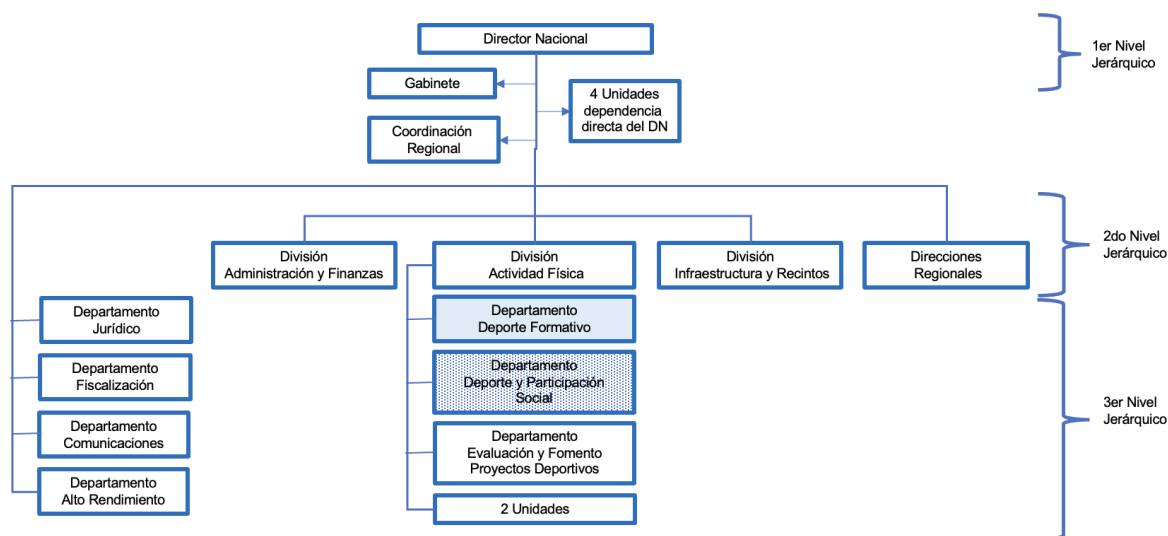 Director Nacional
1er Nivel
Jerárquico
Gabinete
4 Unidades
dependencia
directa del DN
Coordinación
Regional
2do Nivel
Jerárquico
División
Administración y Finanzas
División
Actividad Física
División
Infraestructura y Recintos
Direcciones
Regionales
Departamento
Jurídico
Departamento
Fiscalización
Departamento
Comunicaciones
Departamento
Alto Rendimiento
Departamento
Deporte Formativo
Departamento
Deporte y Participación
Social
Departamento
Evaluación y Fomento
Proyectos Deportivos
2 Unidades
3er Nivel
Jerárquico